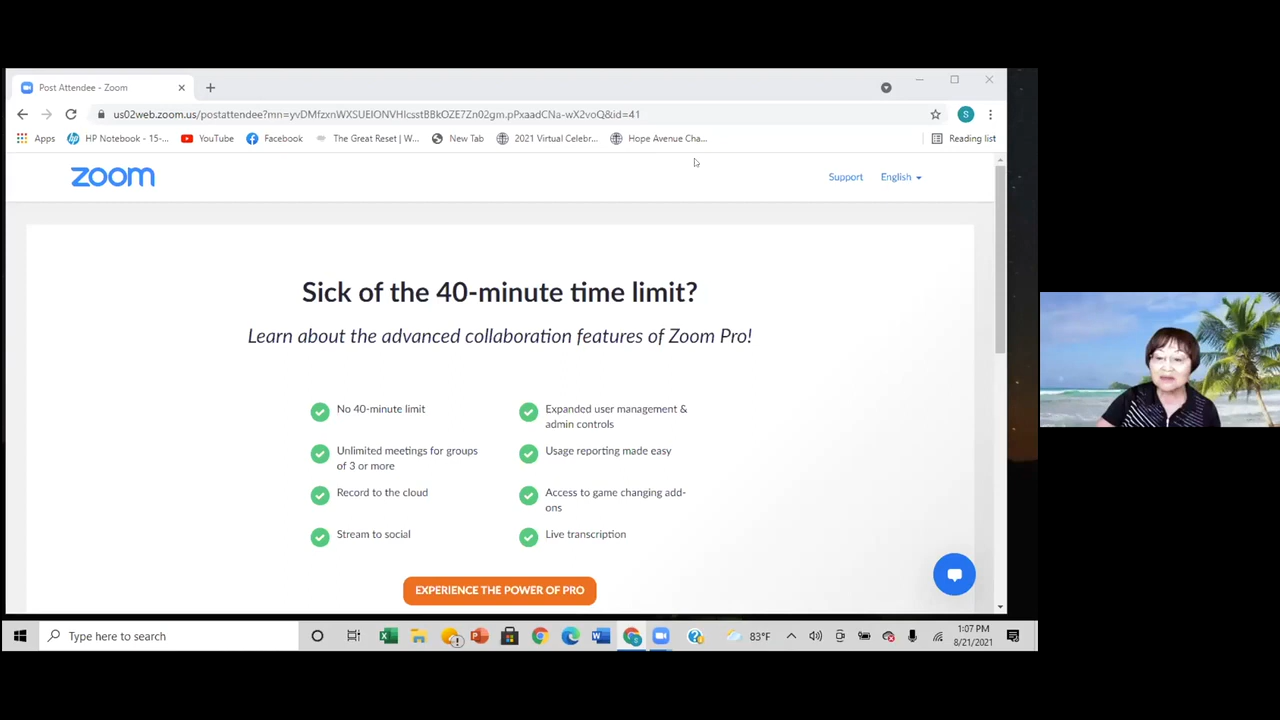 Post Attendee - Zoom
us02web.zoom.us/postattendee?mn=yvDMfzxnWXSUEIONVHIcsstBBkOZE7Zn02gm.pPxaadCNa-wX2voQ&id=41
S
Apps
HP Notebook - 15-...
YouTube
Facebook
The Great Reset | W...
New Tab
2021 Virtual Celebr...
Hope Avenue Cha...
Reading list
zoom
Support
English
Sick of the 40-minute time limit?
Learn about the advanced collaboration features of Zoom Pro!
No 40-minute limit
Expanded user management &
admin controls
Unlimited meetings for groups
of 3 or more
Usage reporting made easy
Record to the cloud
Access to game changing add-
ons
Stream to social
Live transcription
EXPERIENCE THE POWER OF PRO
Type here to search
83°F
1:07 PM
8/21/2021